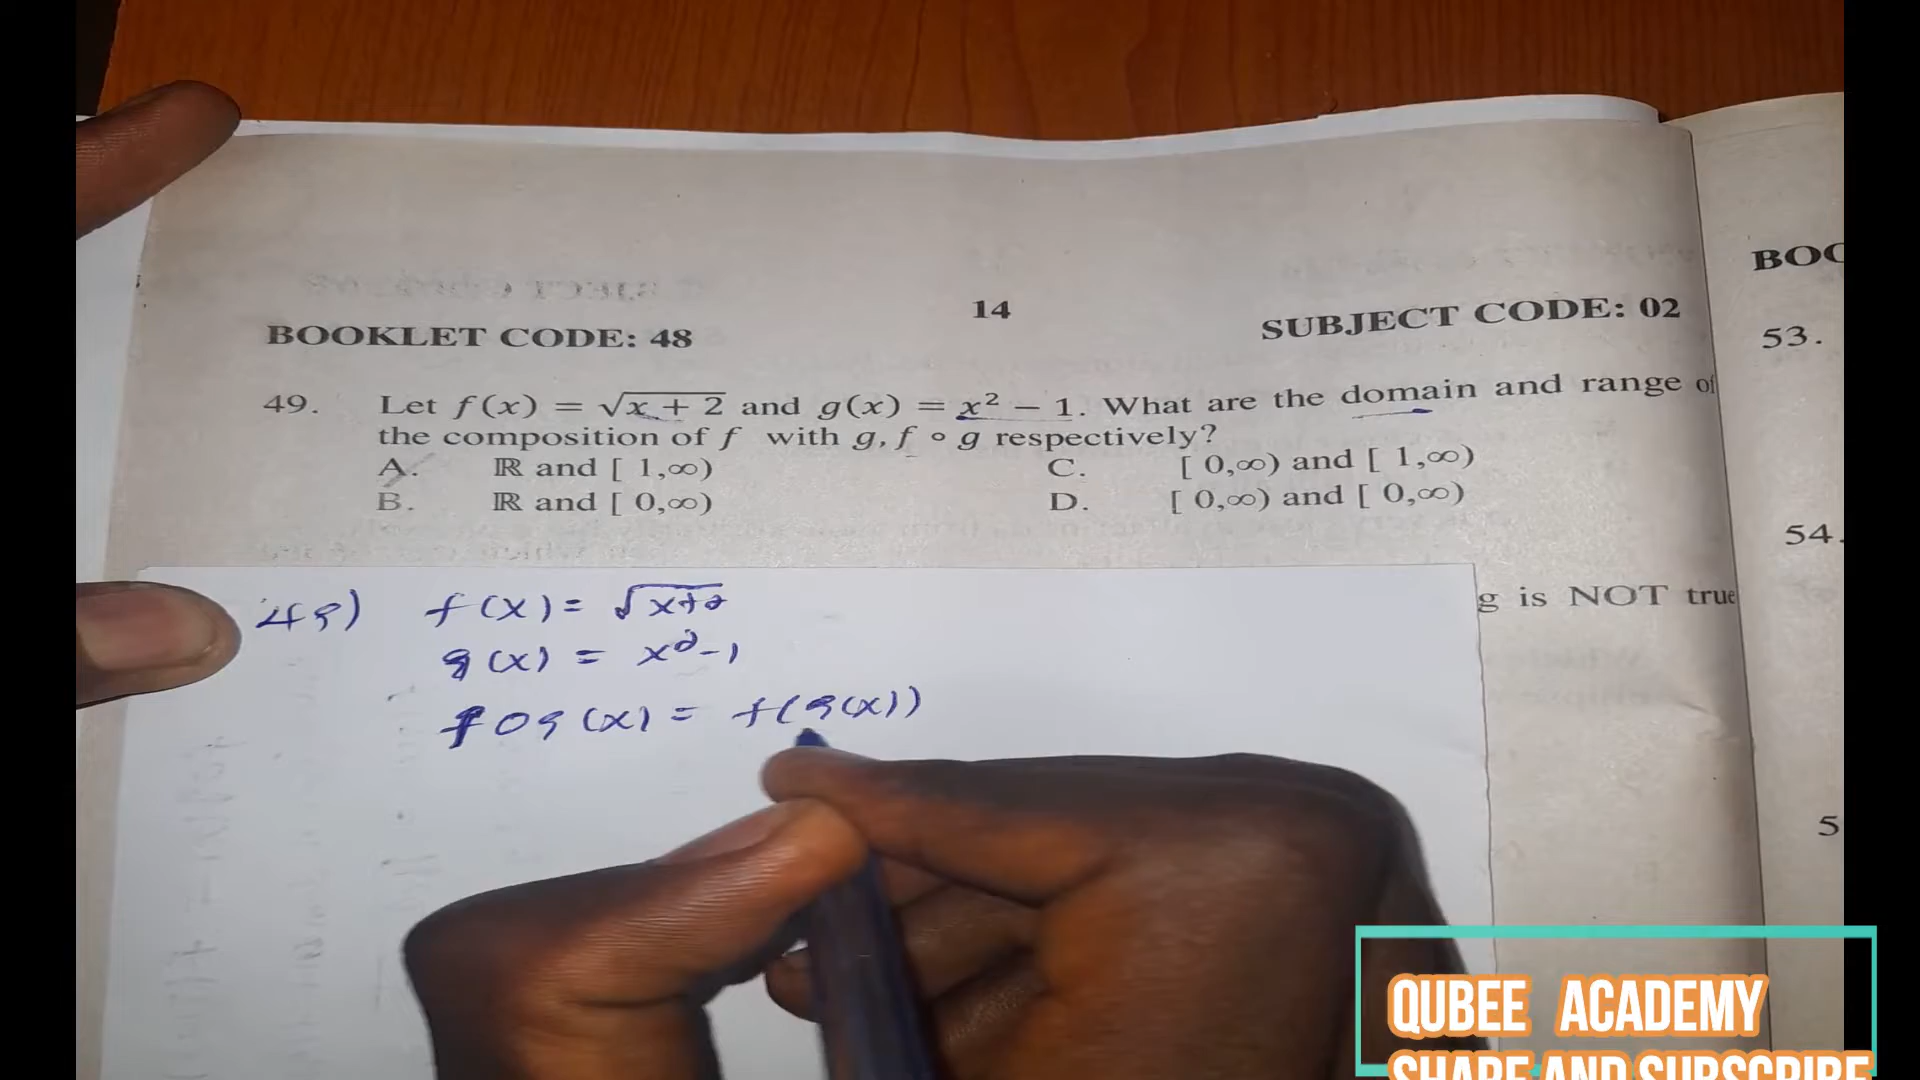 14
BOOKLET CODE: 48
SUBJECT CODE: 02
49. Let f(x) = √x + 2 and g(x) = x² − 1. What are the domain and range of
the composition of f with g, f ∘ g respectively?
A. ℝ and [ 1,∞)
C. [ 0,∞) and [ 1,∞)
B. ℝ and [ 0,∞)
D. [ 0,∞) and [ 0,∞)
g is NOT true
BOO
53.
54.
5
49) f(x) = √x+2
g(x) = x²-1
fog(x) = f(g(x))
QUBEE ACADEMY
SHARE AND SUBSCRIBE